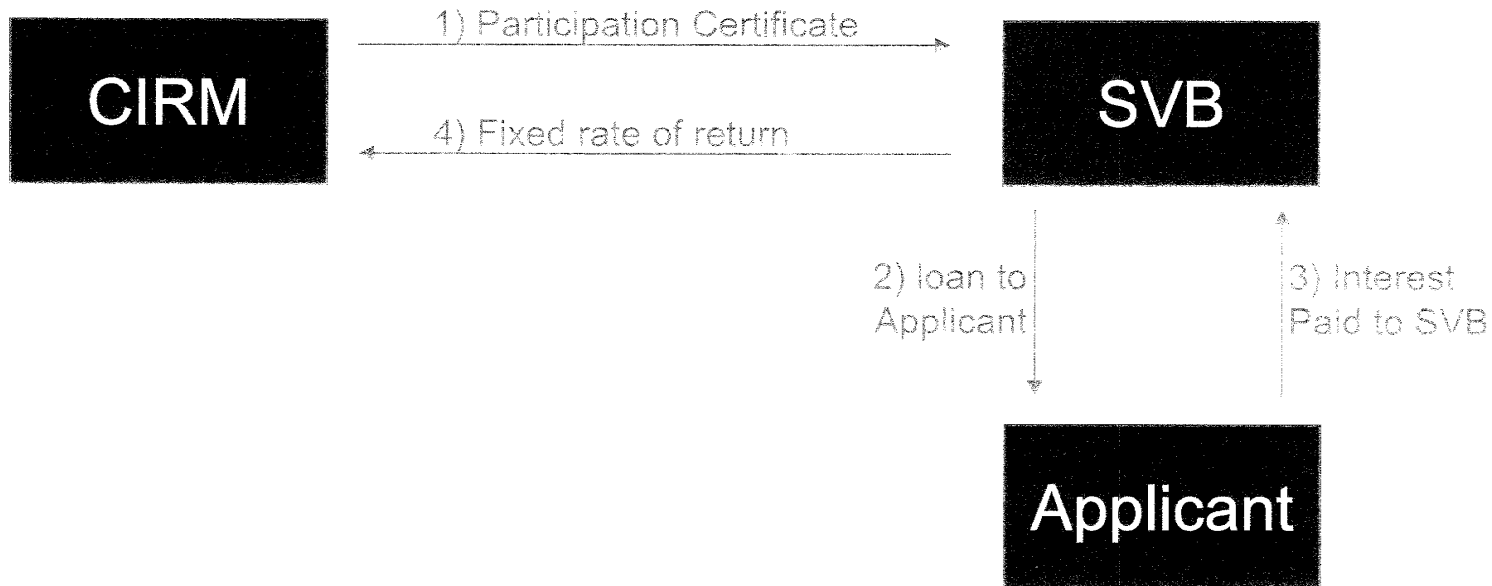 1) Participation Certificate
CIRM
SVB
4) Fixed rate of return
2) loan to
Applicant
3) Interest
Paid to SVB
Applicant